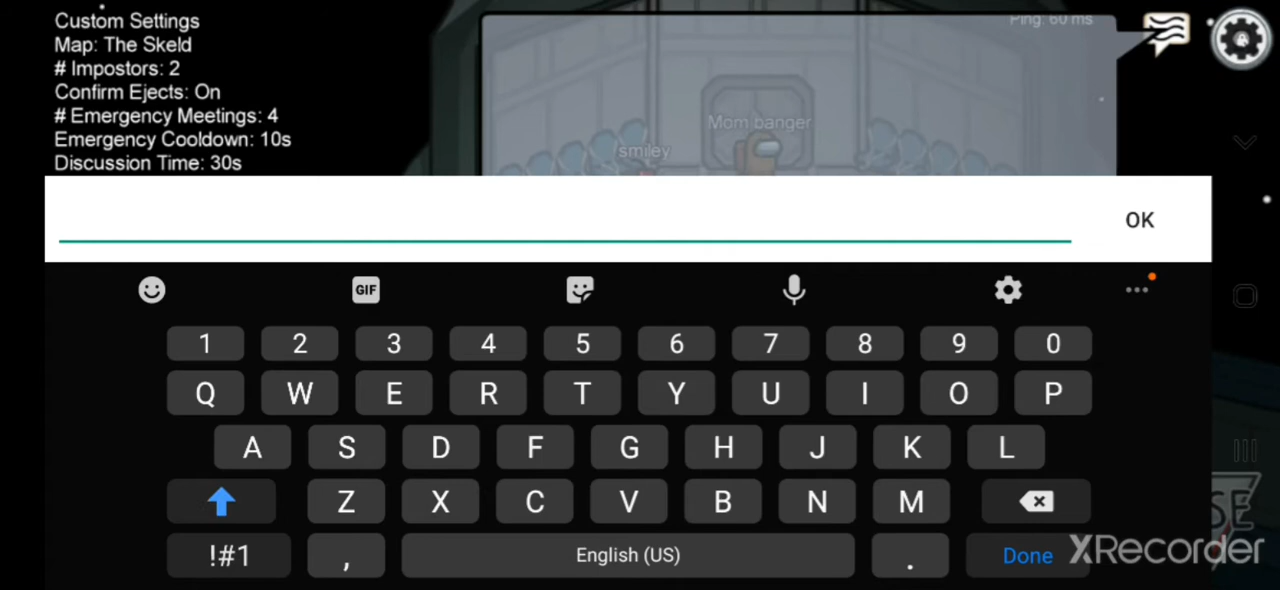 Custom Settings
Map: The Skeld
# Impostors: 2
Confirm Ejects: On
# Emergency Meetings: 4
Emergency Cooldown: 10s
Discussion Time: 30s
Ping: 60 ms
Mom banger
smiley
OK
GIF
1 2 3 4 5 6 7 8 9 0
Q W E R T Y U I O P
A S D F G H J K L
Z X C V B N M
!#1 , English (US) . Done
SE
XRecorder